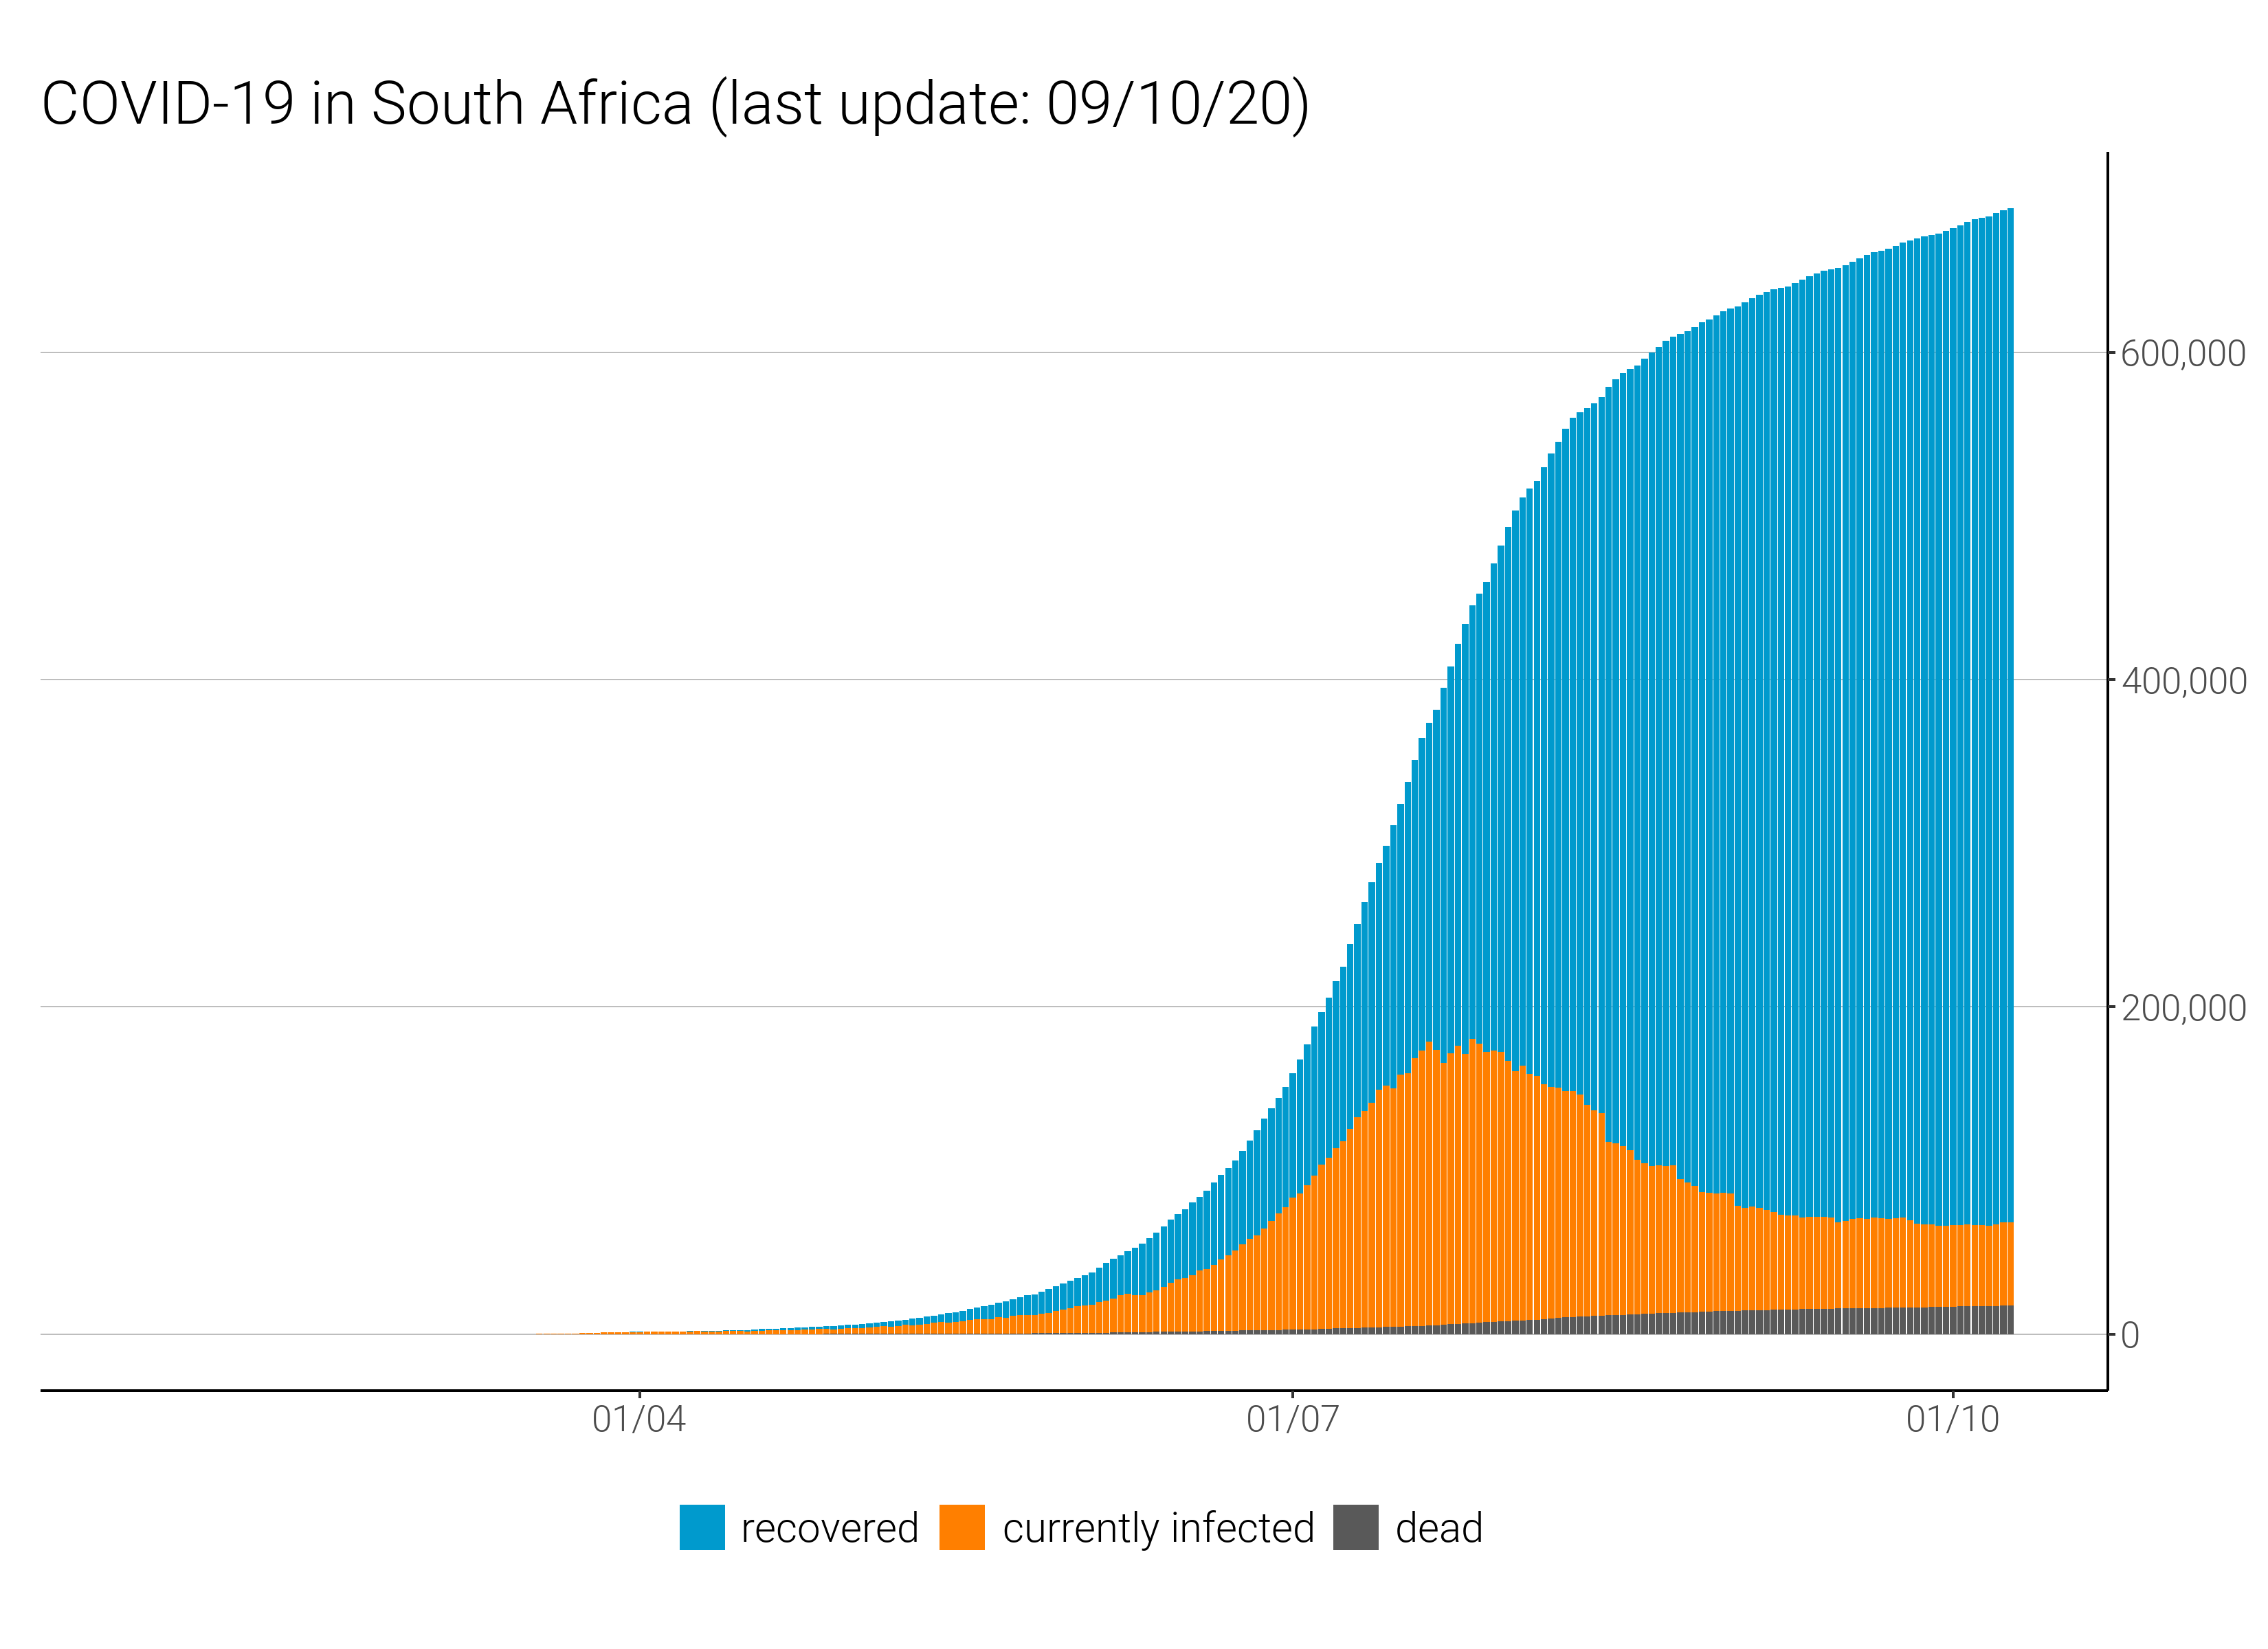 COVID-19 in South Africa (last update: 09/10/20)
600,000
400,000
200,000
0
01/04 01/07 01/10
recovered currently infected dead